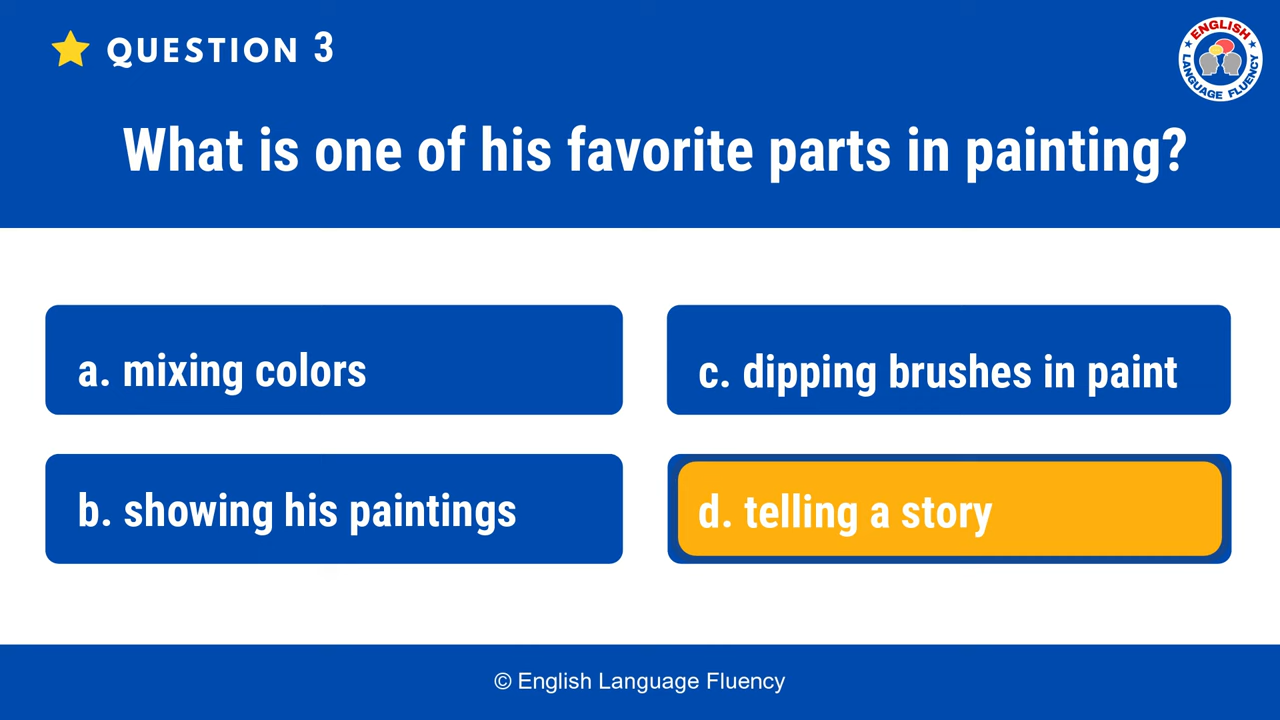 QUESTION 3
ENGLISH
LANGUAGE FLUENCY
What is one of his favorite parts in painting?
a. mixing colors
c. dipping brushes in paint
b. showing his paintings
d. telling a story
© English Language Fluency